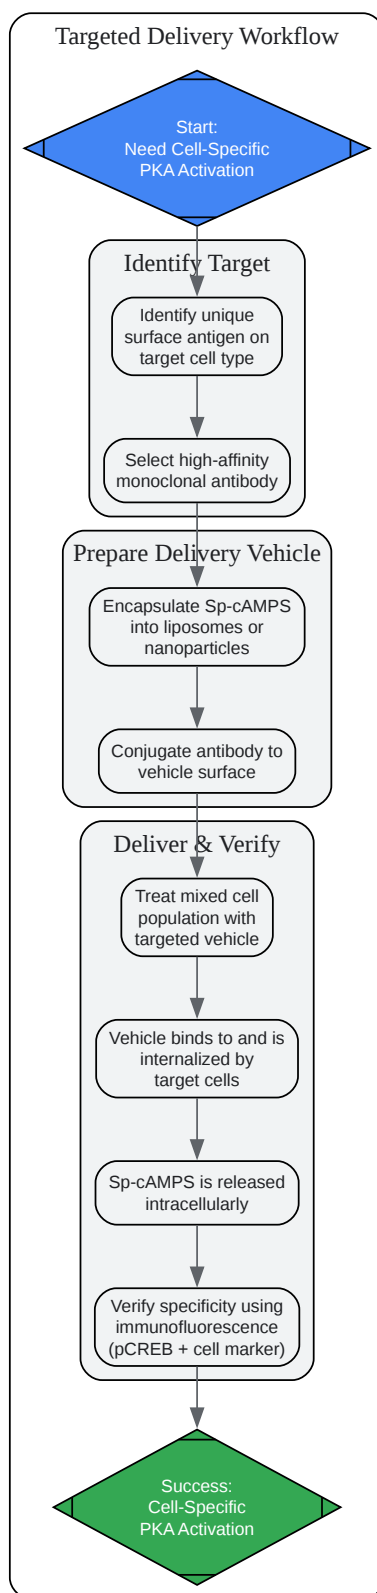 Targeted Delivery Workflow
Start:
Need Cell-Specific
PKA Activation
Identify Target
Identify unique
surface antigen on
target cell type
Select high-affinity
monoclonal antibody
Prepare Delivery Vehicle
Encapsulate Sp-cAMPS
into liposomes or
nanoparticles
Conjugate antibody to
vehicle surface
Deliver & Verify
Treat mixed cell
population with
targeted vehicle
Vehicle binds to and is
internalized by
target cells
Sp-cAMPS is released
intracellularly
Verify specificity using
immunofluorescence
(pCREB + cell marker)
Success:
Cell-Specific
PKA Activation